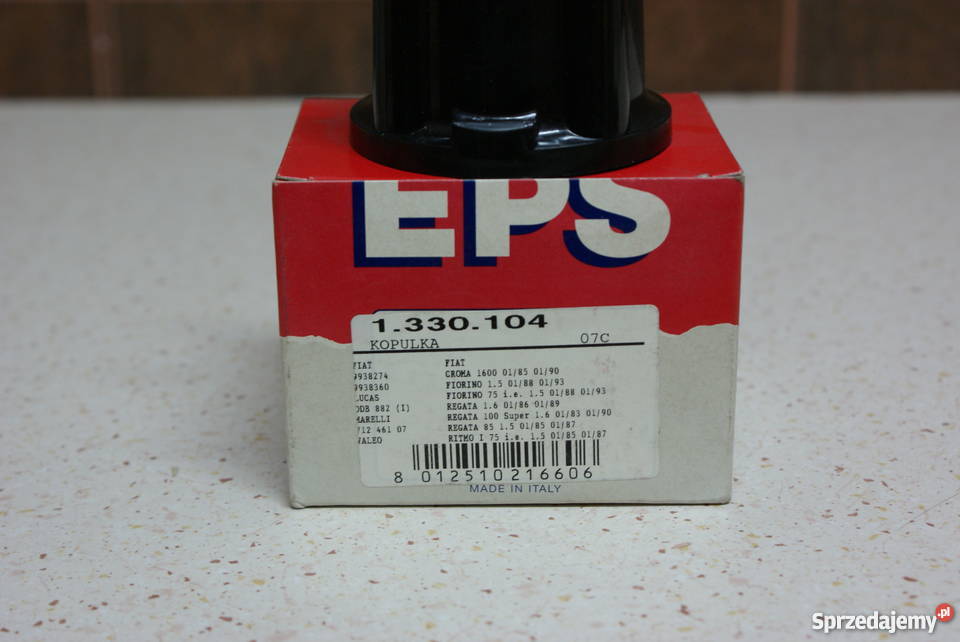 EPS
1.330.104
KOPULKA 07C
FIAT
9938274
9938360
LUCAS
DDB 882 (I)
MARELLI
712 461 07
VALEO
FIAT
CROMA 1600 01/85 01/90
FIORINO 1.5 01/88 01/93
FIORINO 75 i.e. 1.5 01/88 01/93
REGATA 1.6 01/86 01/89
REGATA 100 Super 1.6 01/83 01/90
REGATA 85 1.5 01/85 01/87
RITMO I 75 i.e. 1.5 01/85 01/87
8 012510216606
MADE IN ITALY
Sprzedajemy.pl